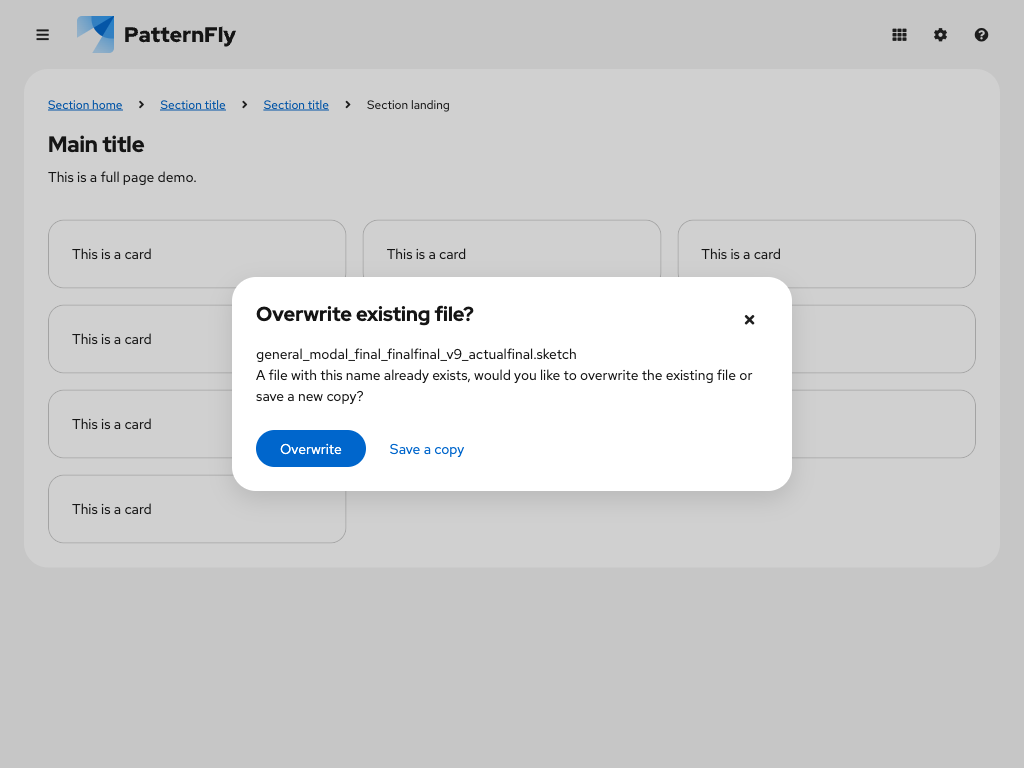 PatternFly
Section home
Section title
Section title
Section landing
Main title
This is a full page demo.
This is a card
This is a card
This is a card
This is a card
This is a card
This is a card
Overwrite existing file?
general_modal_final_finalfinal_v9_actualfinal.sketch
A file with this name already exists, would you like to overwrite the existing file or
save a new copy?
Overwrite
Save a copy